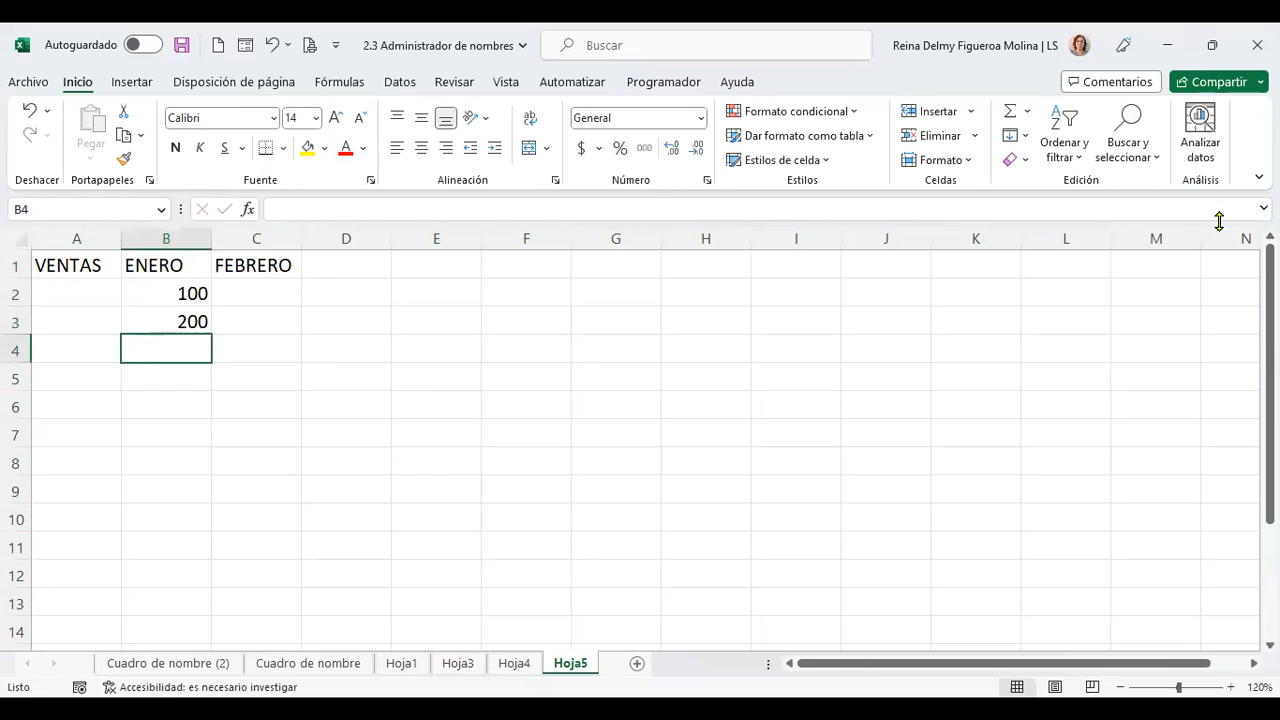 Autoguardado 2.3 Administrador de nombres Buscar Reina Delmy Figueroa Molina | LS
Archivo Inicio Insertar Disposición de página Fórmulas Datos Revisar Vista Automatizar Programador Ayuda Comentarios Compartir
Pegar
Calibri 14
N K S
General
$ % 000
Formato condicional
Dar formato como tabla
Estilos de celda
Insertar
Eliminar
Formato
Ordenar y filtrar
Buscar y seleccionar
Analizar datos
Deshacer Portapapeles Fuente Alineación Número Estilos Celdas Edición Análisis
B4 fx
A B C D E F G H I J K L M N
1 VENTAS ENERO FEBRERO
2 100
3 200
4
5
6
7
8
9
10
11
12
13
14
Cuadro de nombre (2) Cuadro de nombre Hoja1 Hoja3 Hoja4 Hoja5
Listo Accesibilidad: es necesario investigar 120%